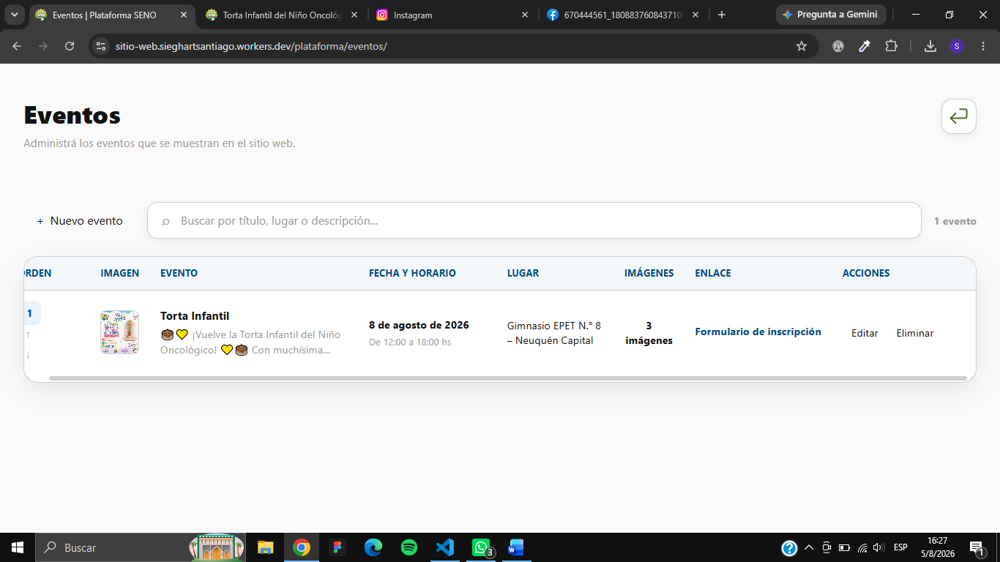 Eventos | Plataforma SENO
Torta Infantil del Niño Oncológ
Instagram
670444561_18088376084371
Pregunta a Gemini
sitio-web.sieghartsantiago.workers.dev/plataforma/eventos/
S
Eventos
Administrá los eventos que se muestran en el sitio web.
+ Nuevo evento
Buscar por título, lugar o descripción...
1 evento
ORDEN IMAGEN EVENTO FECHA Y HORARIO LUGAR IMÁGENES ENLACE ACCIONES
1
↑
↓
Torta Infantil
🎂💛 ¡Vuelve la Torta Infantil del Niño
Oncológico! 💛🎂 Con muchísima...
8 de agosto de 2026
De 12:00 a 18:00 hs
Gimnasio EPET N.° 8
– Neuquén Capital
3
imágenes
Formulario de inscripción
Editar Eliminar
Buscar
3
ESP
16:27
5/8/2026
1